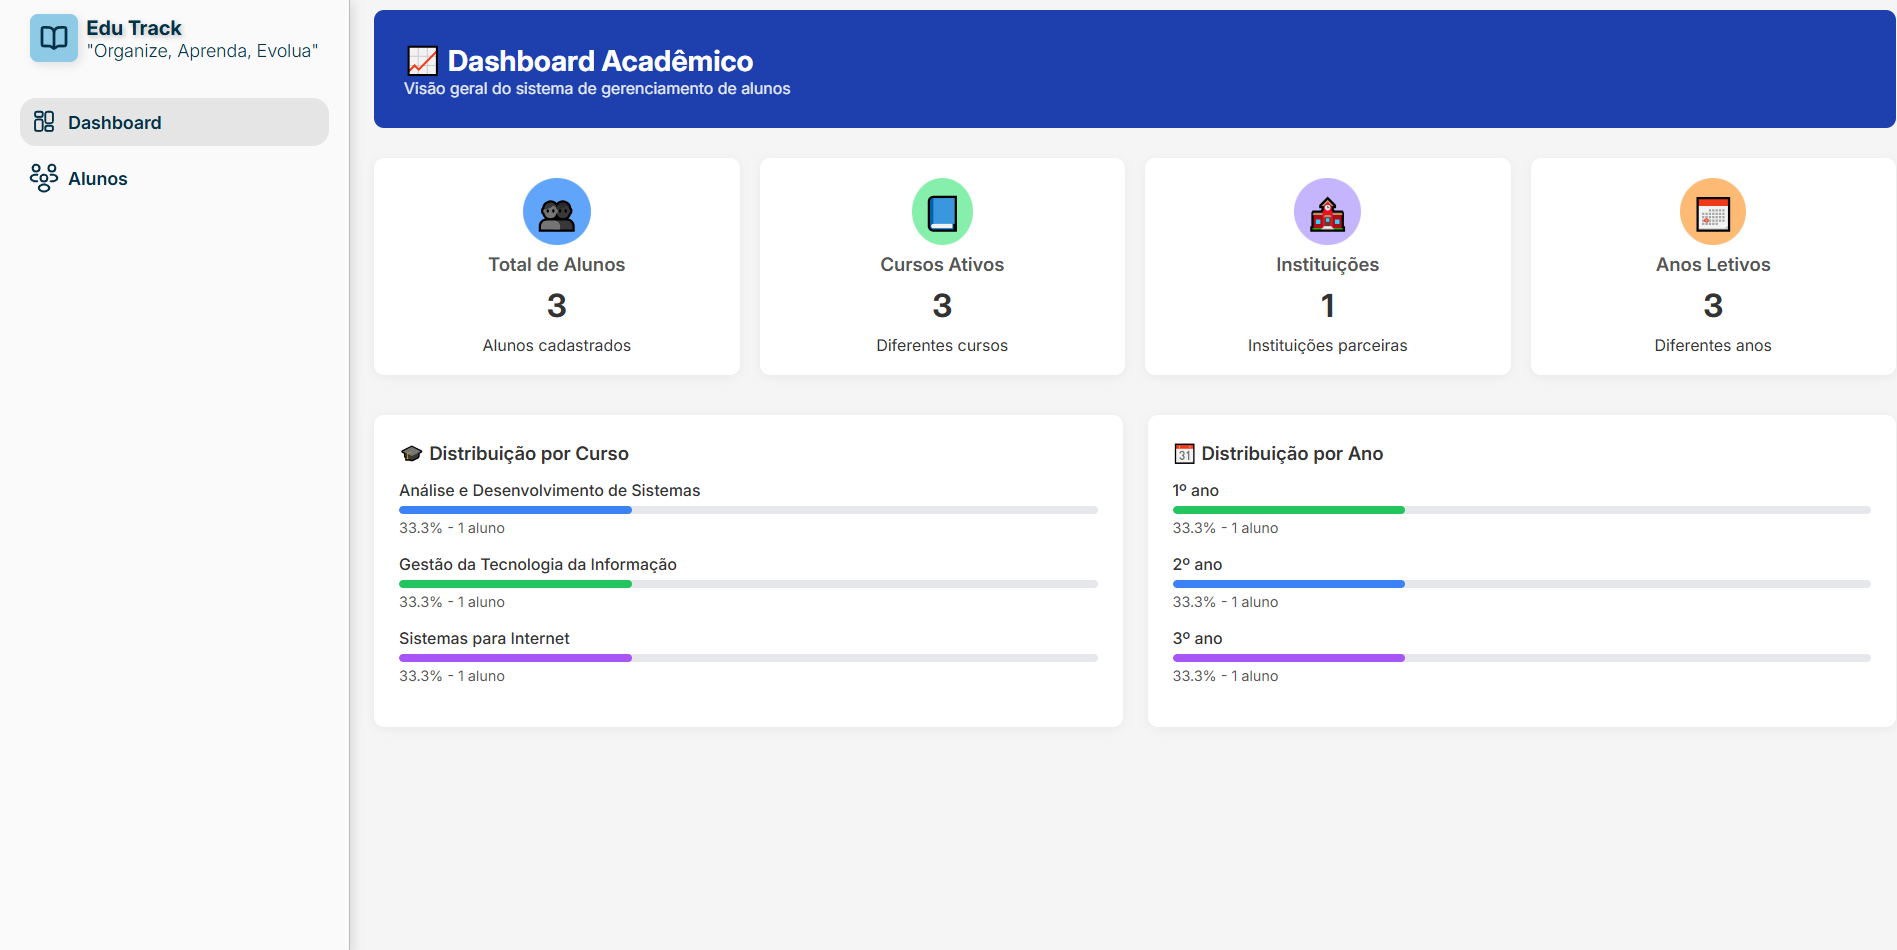 Edu Track
"Organize, Aprenda, Evolua"
Dashboard
Alunos
Dashboard Acadêmico
Visão geral do sistema de gerenciamento de alunos
Total de Alunos
3
Alunos cadastrados
Cursos Ativos
3
Diferentes cursos
Instituições
1
Instituições parceiras
Anos Letivos
3
Diferentes anos
Distribuição por Curso
Análise e Desenvolvimento de Sistemas
33.3% - 1 aluno
Gestão da Tecnologia da Informação
33.3% - 1 aluno
Sistemas para Internet
33.3% - 1 aluno
31 Distribuição por Ano
1º ano
33.3% - 1 aluno
2º ano
33.3% - 1 aluno
3º ano
33.3% - 1 aluno